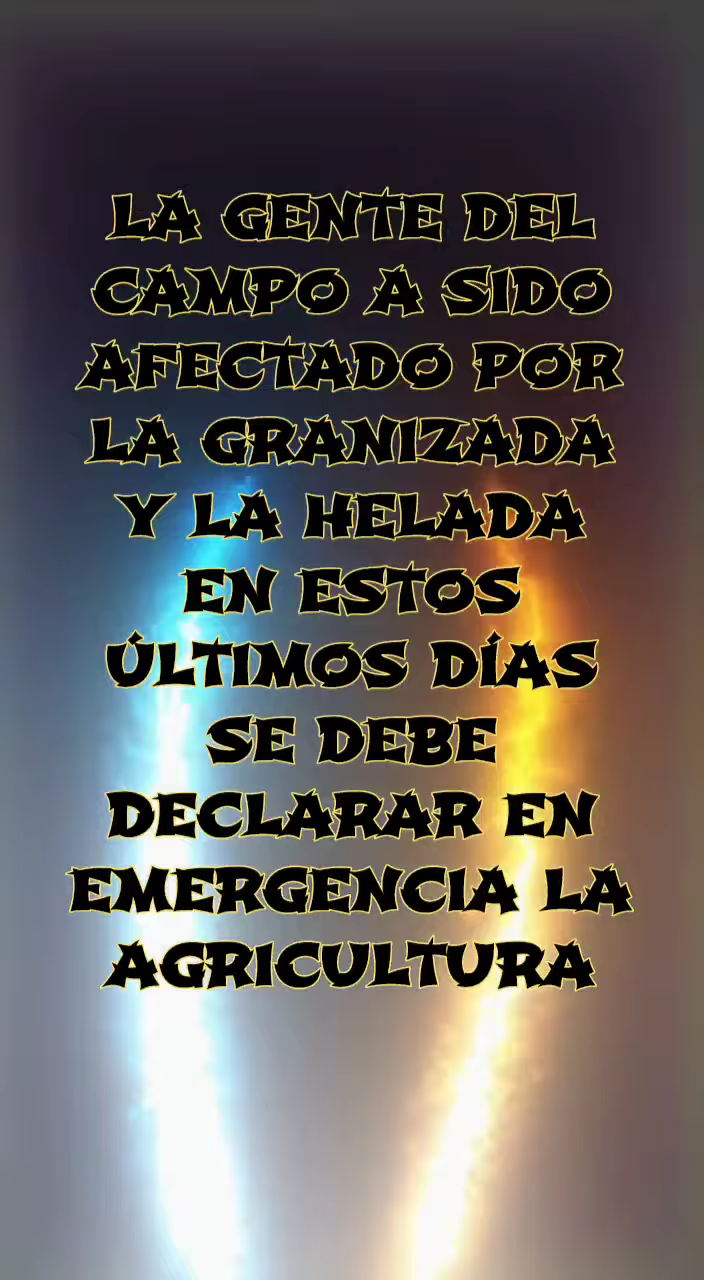 LA GENTE DEL
CAMPO A SIDO
AFECTADO POR
LA GRANIZADA
Y LA HELADA
EN ESTOS
ÚLTIMOS DÍAS
SE DEBE
DECLARAR EN
EMERGENCIA LA
AGRICULTURA